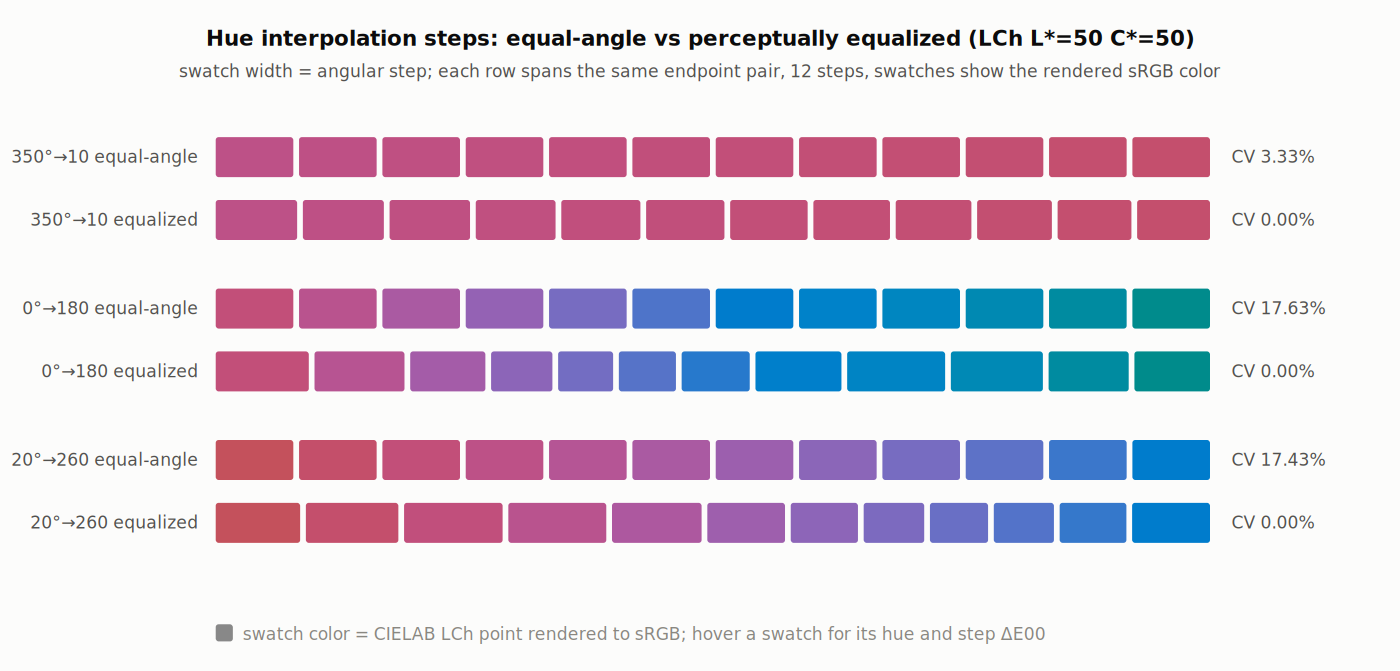 Hue interpolation steps: equal-angle vs perceptually equalized (LCh L*=50 C*=50)
swatch width = angular step; each row spans the same endpoint pair, 12 steps, swatches show the rendered sRGB color
350°→10 equal-angle CV 3.33%
350°→10 equalized CV 0.00%
0°→180 equal-angle CV 17.63%
0°→180 equalized CV 0.00%
20°→260 equal-angle CV 17.43%
20°→260 equalized CV 0.00%
swatch color = CIELAB LCh point rendered to sRGB; hover a swatch for its hue and step ΔE00